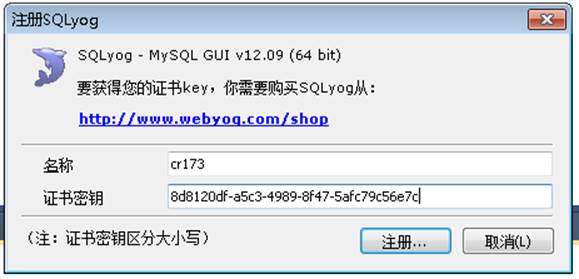 注册SQLyog
SQLyog - MySQL GUI v12.09 (64 bit)
要获得您的证书key，你需要购买SQLyog从：
http://www.webyog.com/shop
名称 cr173
证书密钥 8d8120df-a5c3-4989-8f47-5afc79c56e7c
（注：证书密钥区分大小写） 注册... 取消(L)